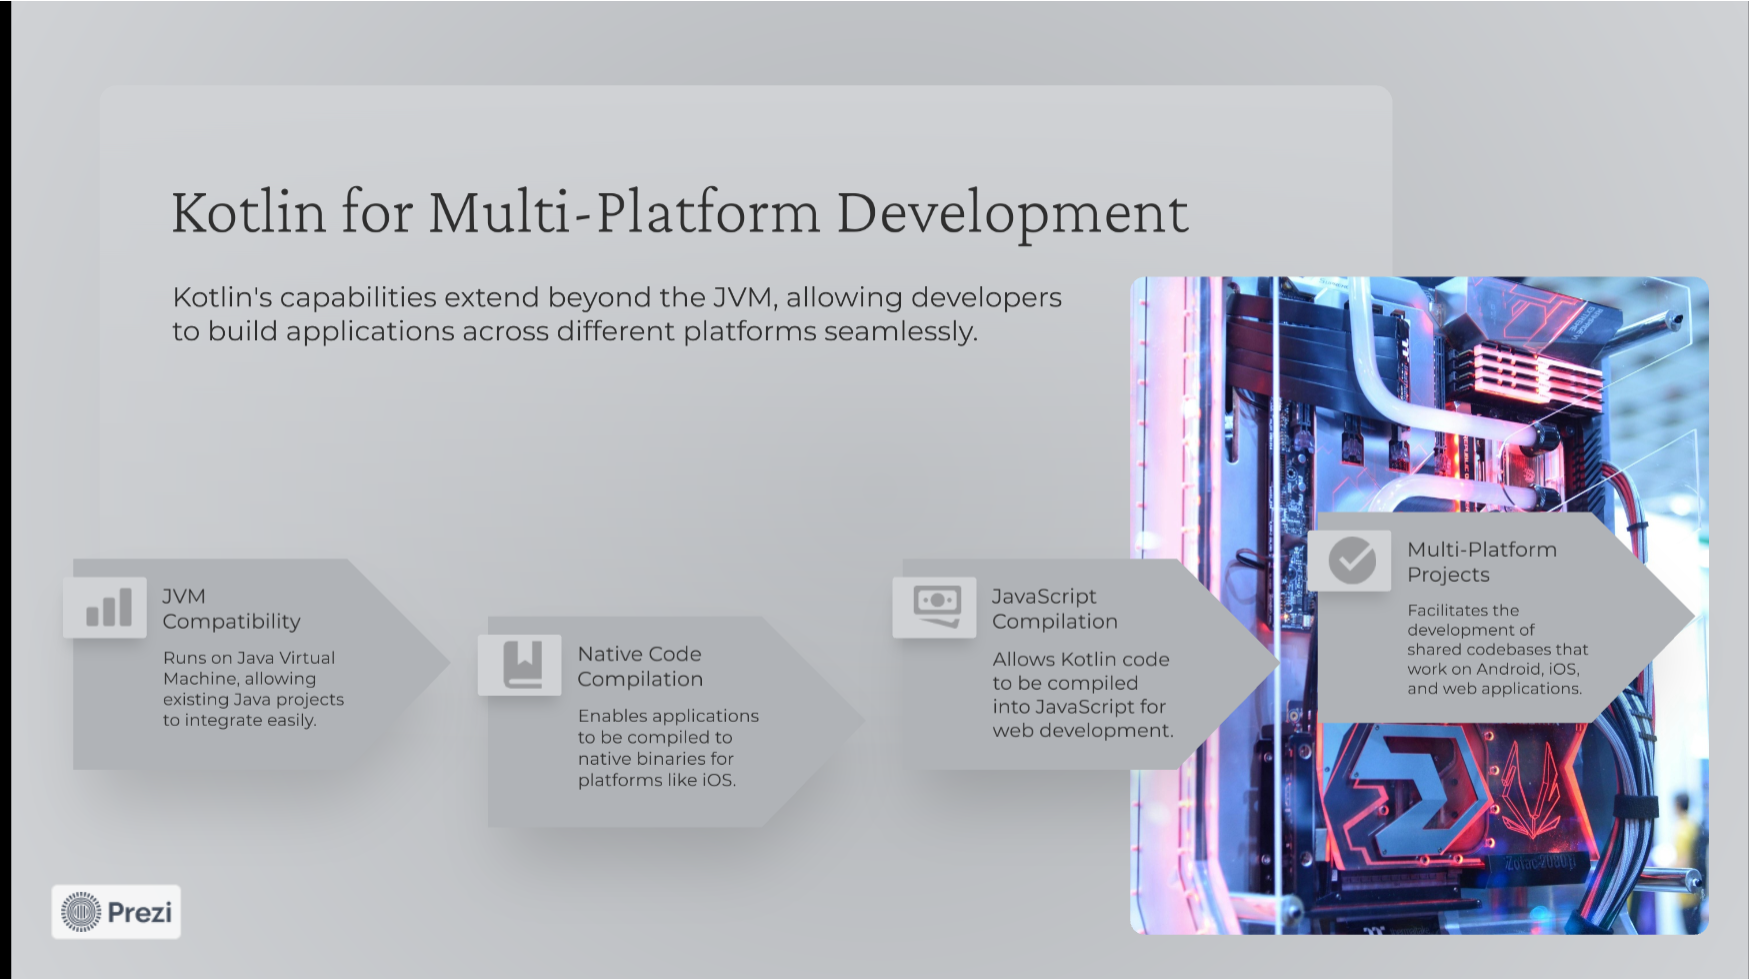 Kotlin for Multi-Platform Development
Kotlin's capabilities extend beyond the JVM, allowing developers
to build applications across different platforms seamlessly.
JVM
Compatibility
Runs on Java Virtual
Machine, allowing
existing Java projects
to integrate easily.
Native Code
Compilation
Enables applications
to be compiled to
native binaries for
platforms like iOS.
JavaScript
Compilation
Allows Kotlin code
to be compiled
into JavaScript for
web development.
Multi-Platform
Projects
Facilitates the
development of
shared codebases that
work on Android, iOS,
and web applications.
Prezi